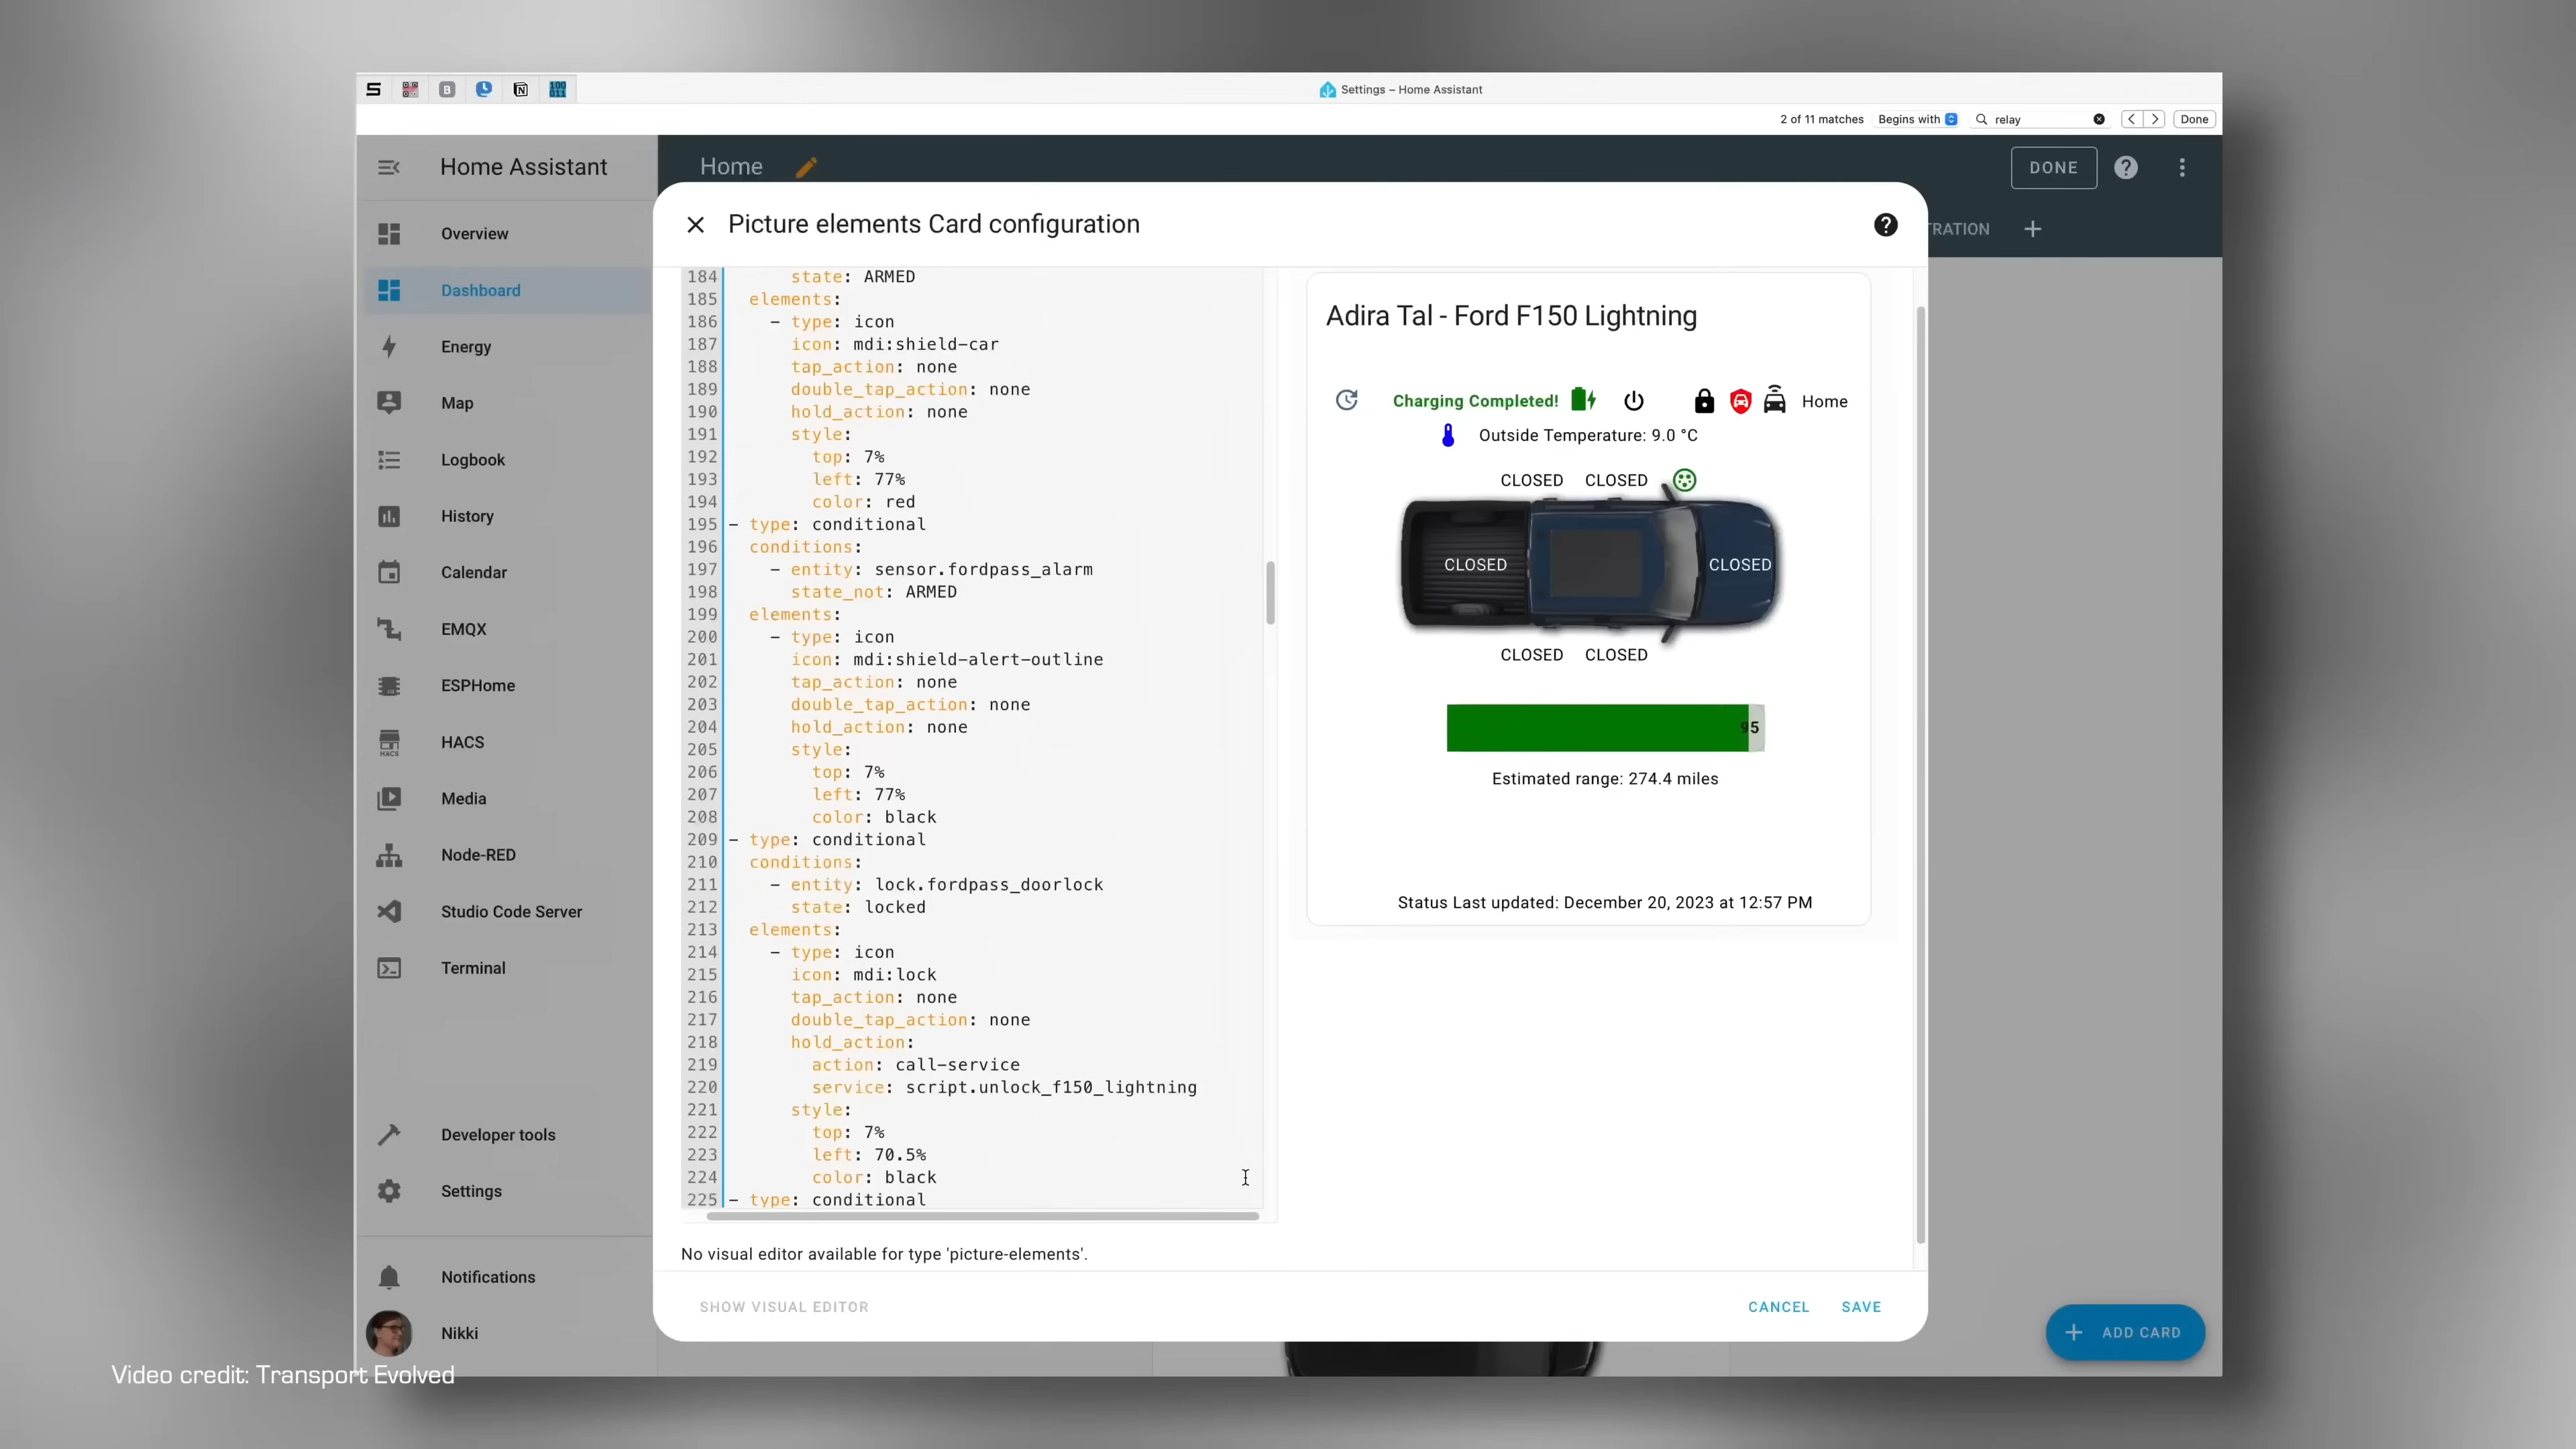 Settings – Home Assistant
2 of 11 matches Begins with relay Done
Home Assistant
Home
DONE
TRATION
Overview
Dashboard
Energy
Map
Logbook
History
Calendar
EMQX
ESPHome
HACS
HACS
Media
Node-RED
Studio Code Server
Terminal
Developer tools
Settings
Notifications
Nikki
Picture elements Card configuration
184 state: ARMED
185 elements:
186 - type: icon
187 icon: mdi:shield-car
188 tap_action: none
189 double_tap_action: none
190 hold_action: none
191 style:
192 top: 7%
193 left: 77%
194 color: red
195 - type: conditional
196 conditions:
197 - entity: sensor.fordpass_alarm
198 state_not: ARMED
199 elements:
200 - type: icon
201 icon: mdi:shield-alert-outline
202 tap_action: none
203 double_tap_action: none
204 hold_action: none
205 style:
206 top: 7%
207 left: 77%
208 color: black
209 - type: conditional
210 conditions:
211 - entity: lock.fordpass_doorlock
212 state: locked
213 elements:
214 - type: icon
215 icon: mdi:lock
216 tap_action: none
217 double_tap_action: none
218 hold_action:
219 action: call-service
220 service: script.unlock_f150_lightning
221 style:
222 top: 7%
223 left: 70.5%
224 color: black
225 - type: conditional
No visual editor available for type 'picture-elements'.
SHOW VISUAL EDITOR
Adira Tal - Ford F150 Lightning
Charging Completed! Home
Outside Temperature: 9.0 °C
CLOSED CLOSED
CLOSED CLOSED
CLOSED CLOSED
95
Estimated range: 274.4 miles
Status Last updated: December 20, 2023 at 12:57 PM
CANCEL SAVE
ADD CARD
Video credit: Transport Evolved